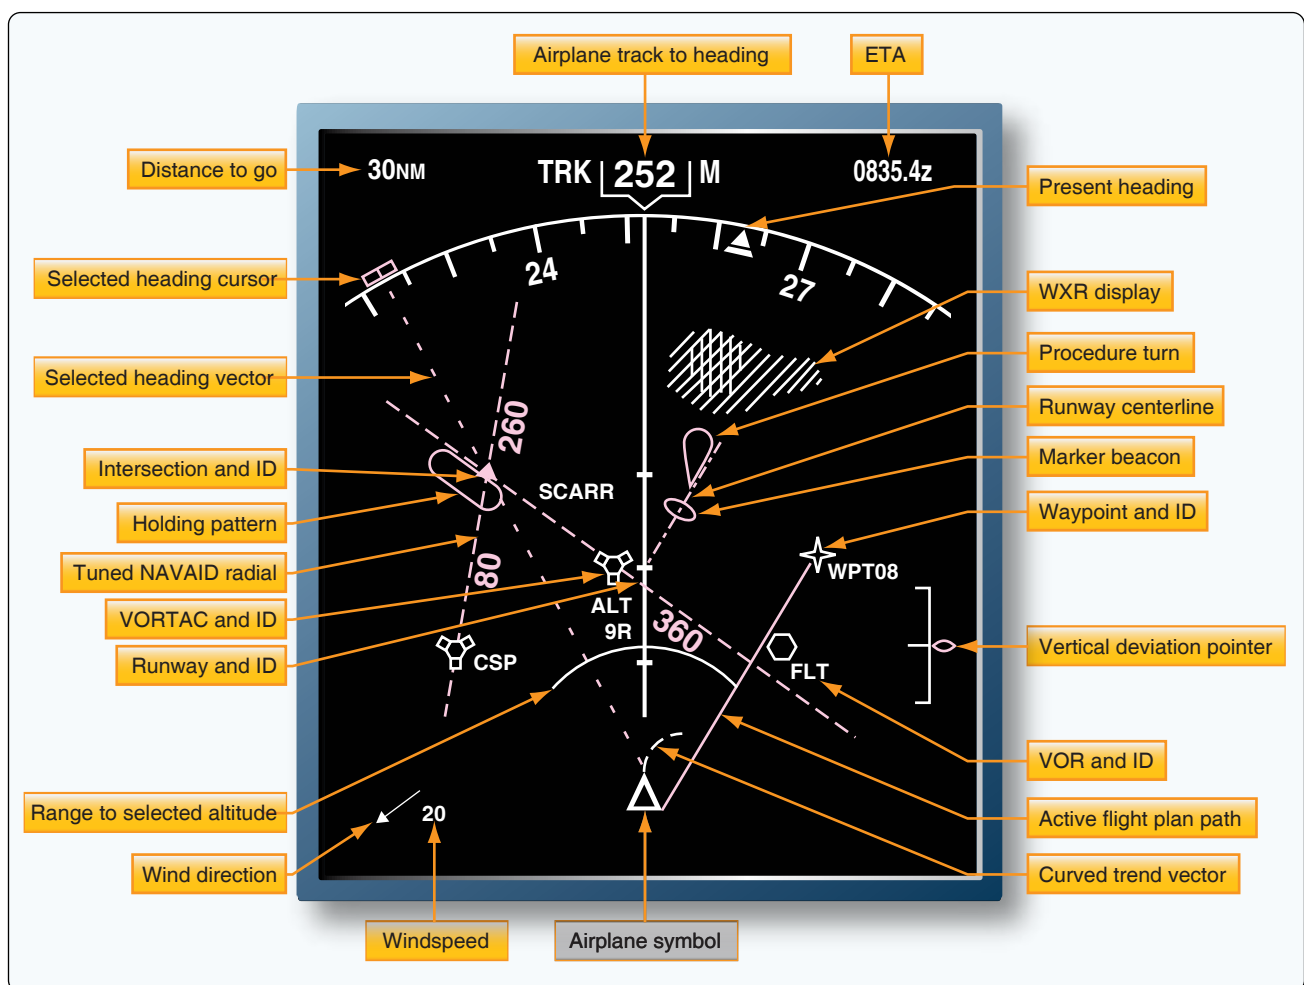 Airplane track to heading
ETA
Distance to go
30NM
TRK 252 M
0835.4z
Present heading
Selected heading cursor
24
27
WXR display
Procedure turn
Selected heading vector
260
Runway centerline
Intersection and ID
Marker beacon
SCARR
Holding pattern
Waypoint and ID
Tuned NAVAID radial
80
WPT08
VORTAC and ID
ALT
9R
360
Runway and ID
CSP
FLT
Vertical deviation pointer
VOR and ID
Range to selected altitude
20
Active flight plan path
Wind direction
Curved trend vector
Windspeed
Airplane symbol